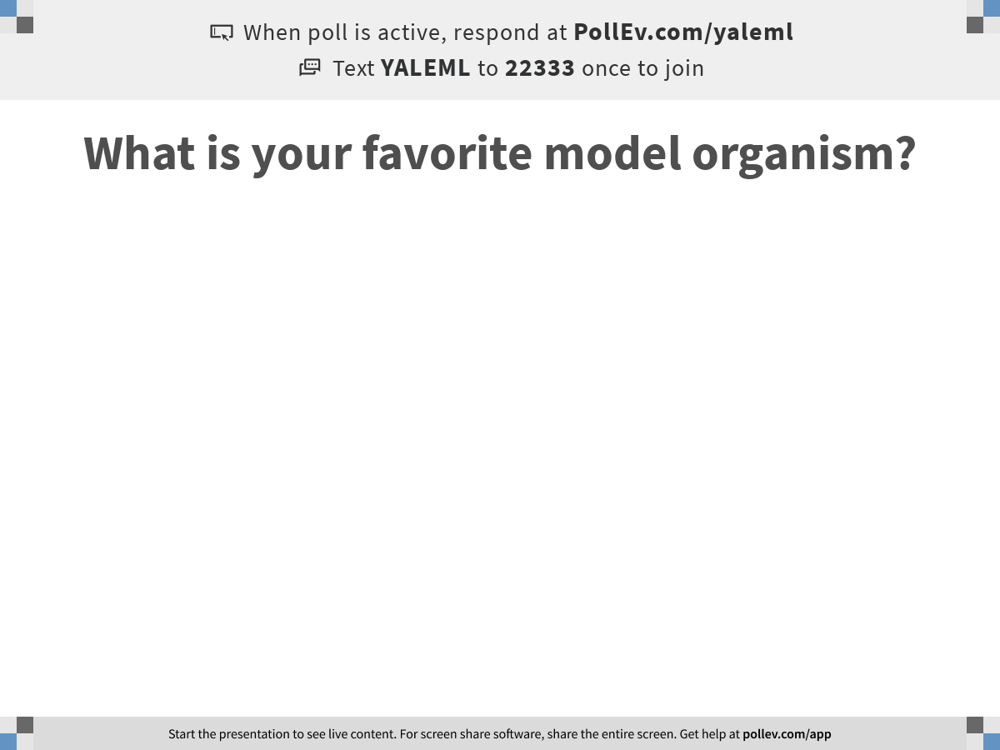 When poll is active, respond at PollEv.com/yaleml
Text YALEML to 22333 once to join
What is your favorite model organism?
Start the presentation to see live content. For screen share software, share the entire screen. Get help at pollev.com/app